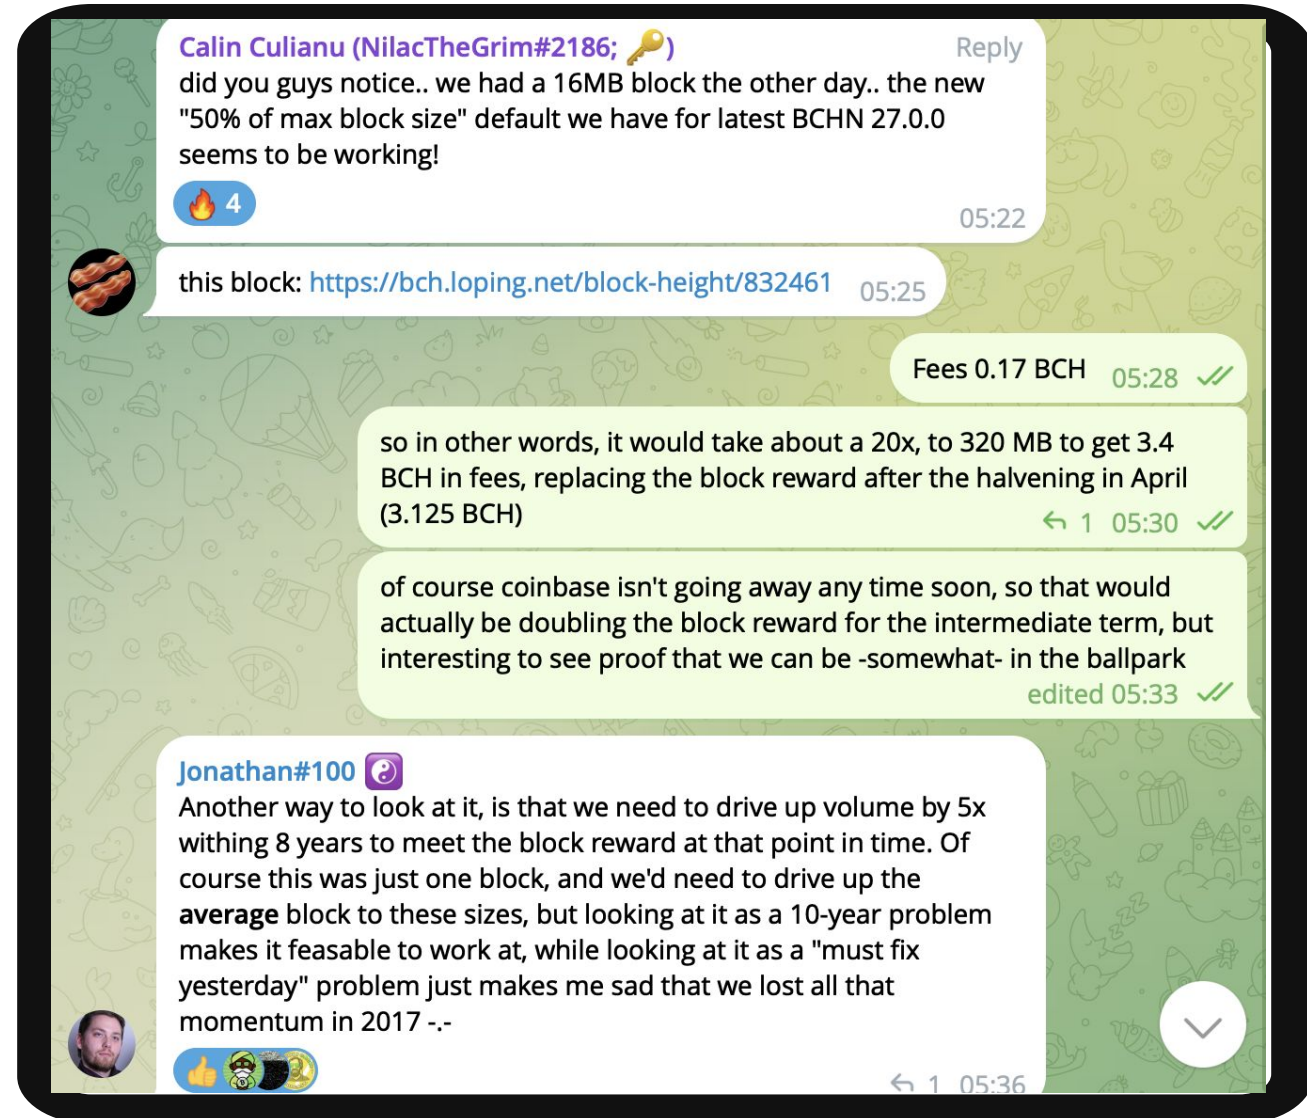 Calin Culianu (NilacTheGrim#2186; 🔑)
Reply
did you guys notice.. we had a 16MB block the other day.. the new
"50% of max block size" default we have for latest BCHN 27.0.0
seems to be working!
🔥 4
05:22
this block: https://bch.loping.net/block-height/832461
05:25
Fees 0.17 BCH
05:28
so in other words, it would take about a 20x, to 320 MB to get 3.4
BCH in fees, replacing the block reward after the halvening in April
(3.125 BCH)
1 05:30
of course coinbase isn't going away any time soon, so that would
actually be doubling the block reward for the intermediate term, but
interesting to see proof that we can be -somewhat- in the ballpark
edited 05:33
Jonathan#100 ☯️
Another way to look at it, is that we need to drive up volume by 5x
withing 8 years to meet the block reward at that point in time. Of
course this was just one block, and we'd need to drive up the
average block to these sizes, but looking at it as a 10-year problem
makes it feasable to work at, while looking at it as a "must fix
yesterday" problem just makes me sad that we lost all that
momentum in 2017 -.-
1 05:36